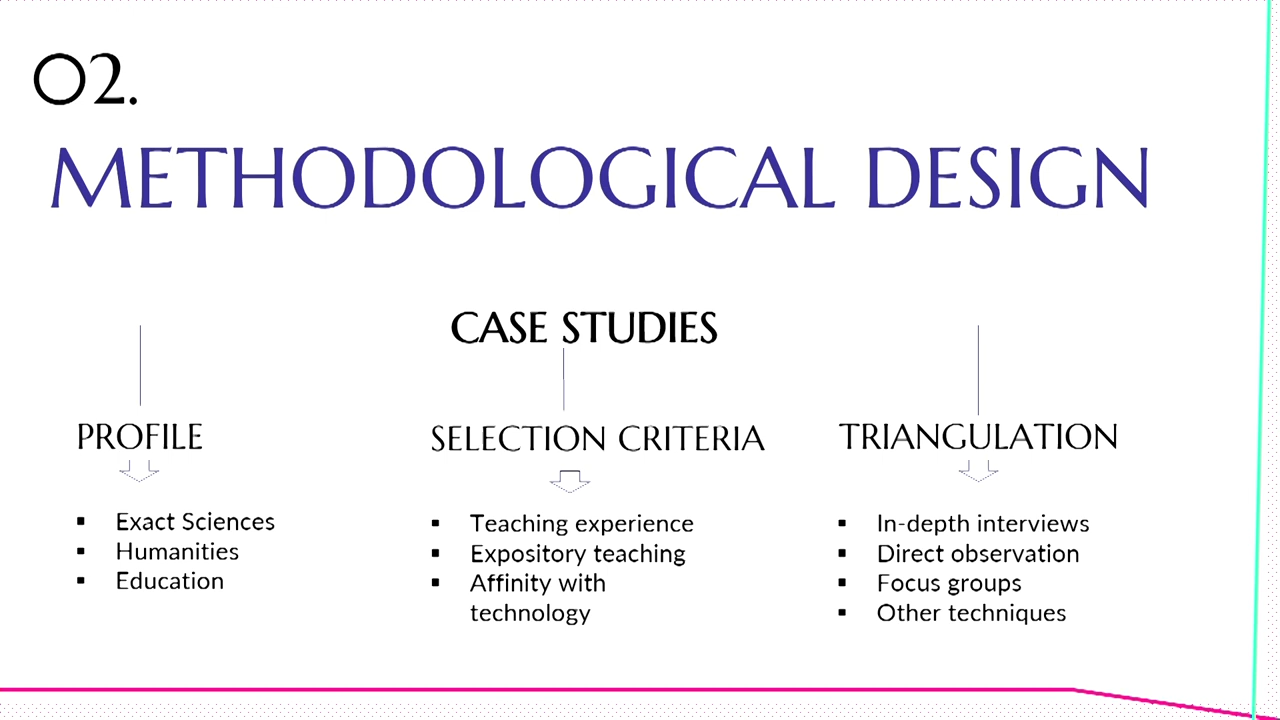 02.
METHODOLOGICAL DESIGN
CASE STUDIES
PROFILE
▪ Exact Sciences
▪ Humanities
▪ Education
SELECTION CRITERIA
▪ Teaching experience
▪ Expository teaching
▪ Affinity with
technology
TRIANGULATION
▪ In-depth interviews
▪ Direct observation
▪ Focus groups
▪ Other techniques